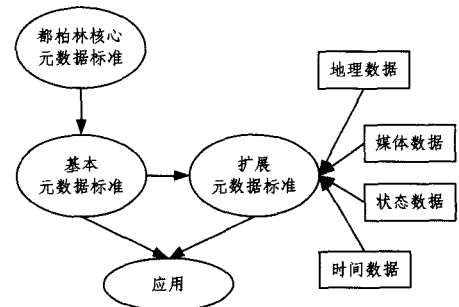 都柏林核心
元数据标准
地理数据
媒体数据
基本
元数据标准
扩展
元数据标准
状态数据
时间数据
应用